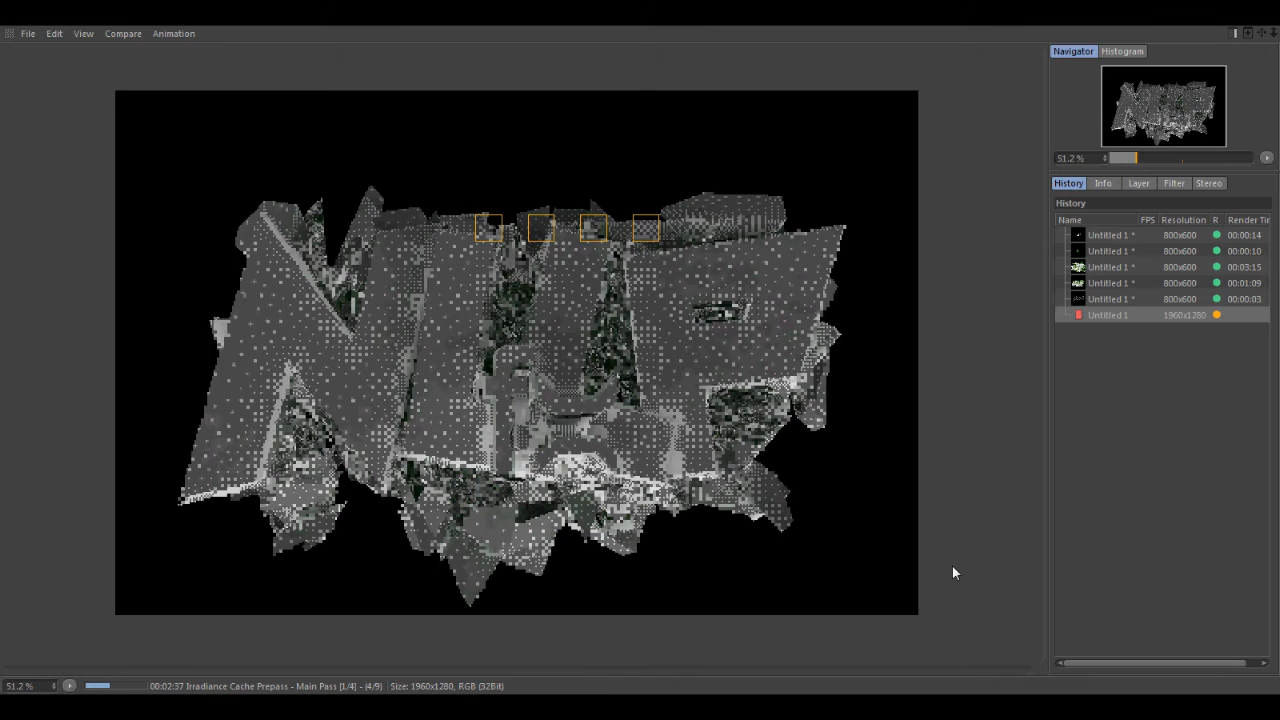 File Edit View Compare Animation
Navigator Histogram
51.2 %
History Info Layer Filter Stereo
History
Name FPS Resolution R Render Tir
Untitled 1 * 800x600 00:00:14
Untitled 1 * 800x600 00:00:10
Untitled 1 * 800x600 00:03:15
Untitled 1 * 800x600 00:01:09
Untitled 1 * 800x600 00:00:03
Untitled 1 1960x1280
51.2 % 00:02:37 Irradiance Cache Prepass - Main Pass [1/4] - (4/9) Size: 1960x1280, RGB (32Bit)